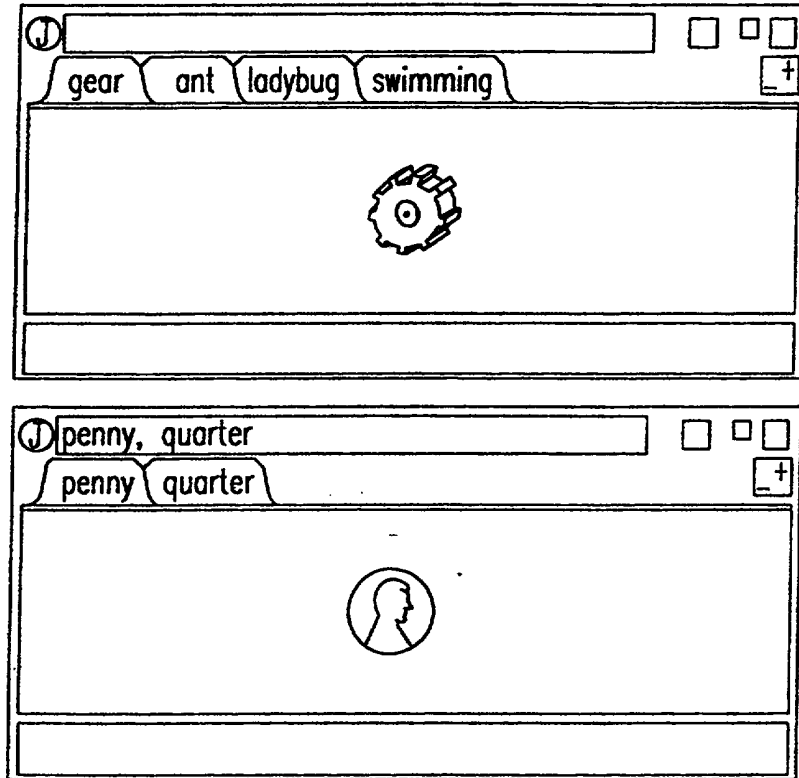 J
gear ant ladybug swimming
- +
J penny, quarter
penny quarter
- +